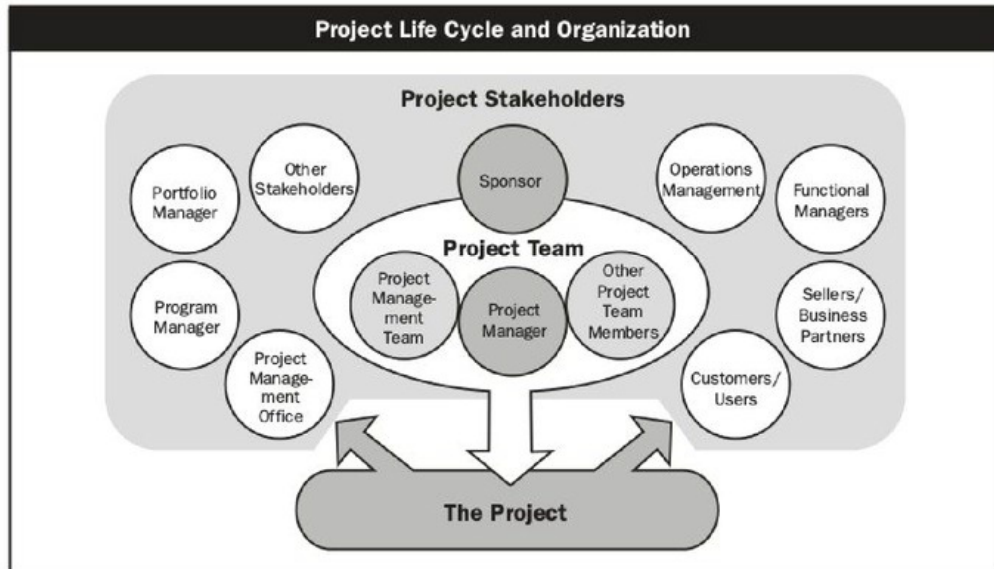 Project Life Cycle and Organization
Project Stakeholders
Portfolio
Manager
Other
Stakeholders
Sponsor
Operations
Management
Functional
Managers
Project Team
Program
Manager
Project
Manage-
ment
Team
Project
Manager
Other
Project
Team
Members
Sellers/
Business
Partners
Project
Manage-
ment
Office
Customers/
Users
The Project